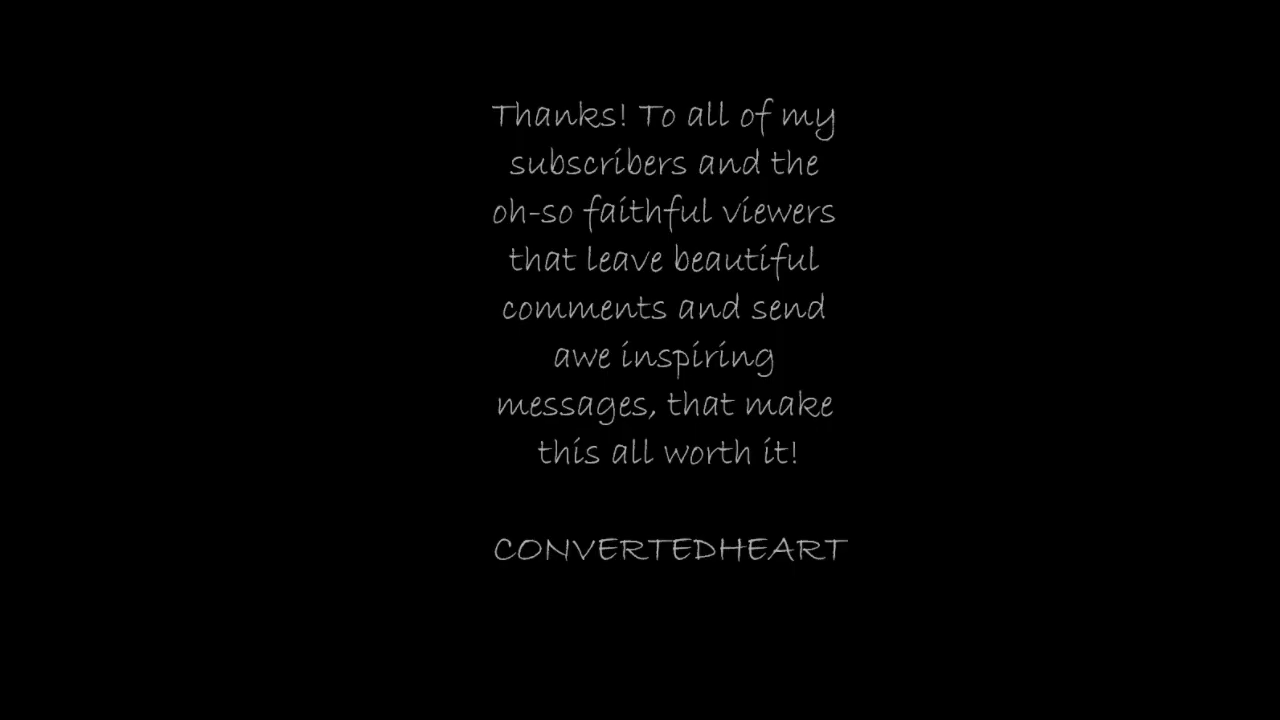 Thanks! To all of my
subscribers and the
oh-so faithful viewers
that leave beautiful
comments and send
awe inspiring
messages, that make
this all worth it!
CONVERTEDHEART